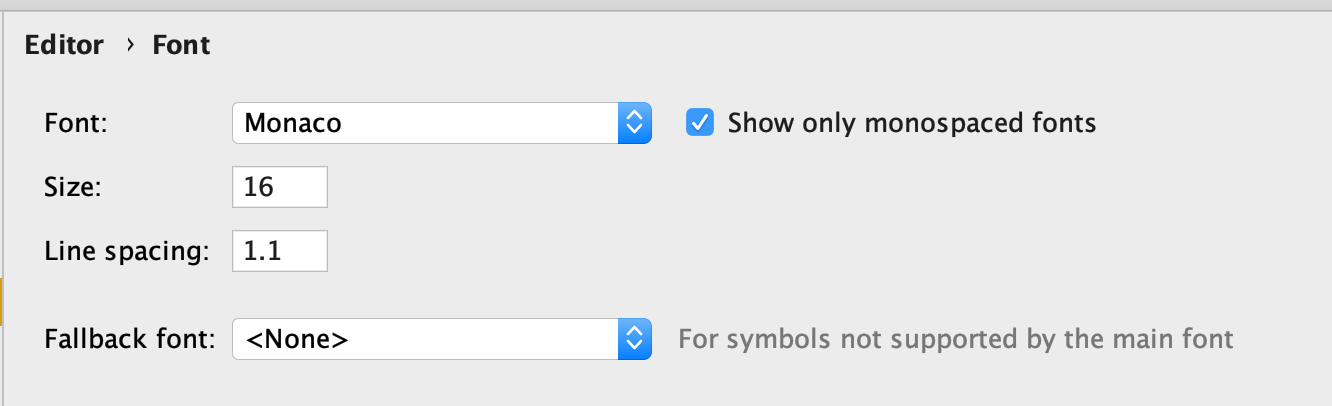 Editor › Font
Font: Monaco Show only monospaced fonts
Size: 16
Line spacing: 1.1
Fallback font: <None> For symbols not supported by the main font